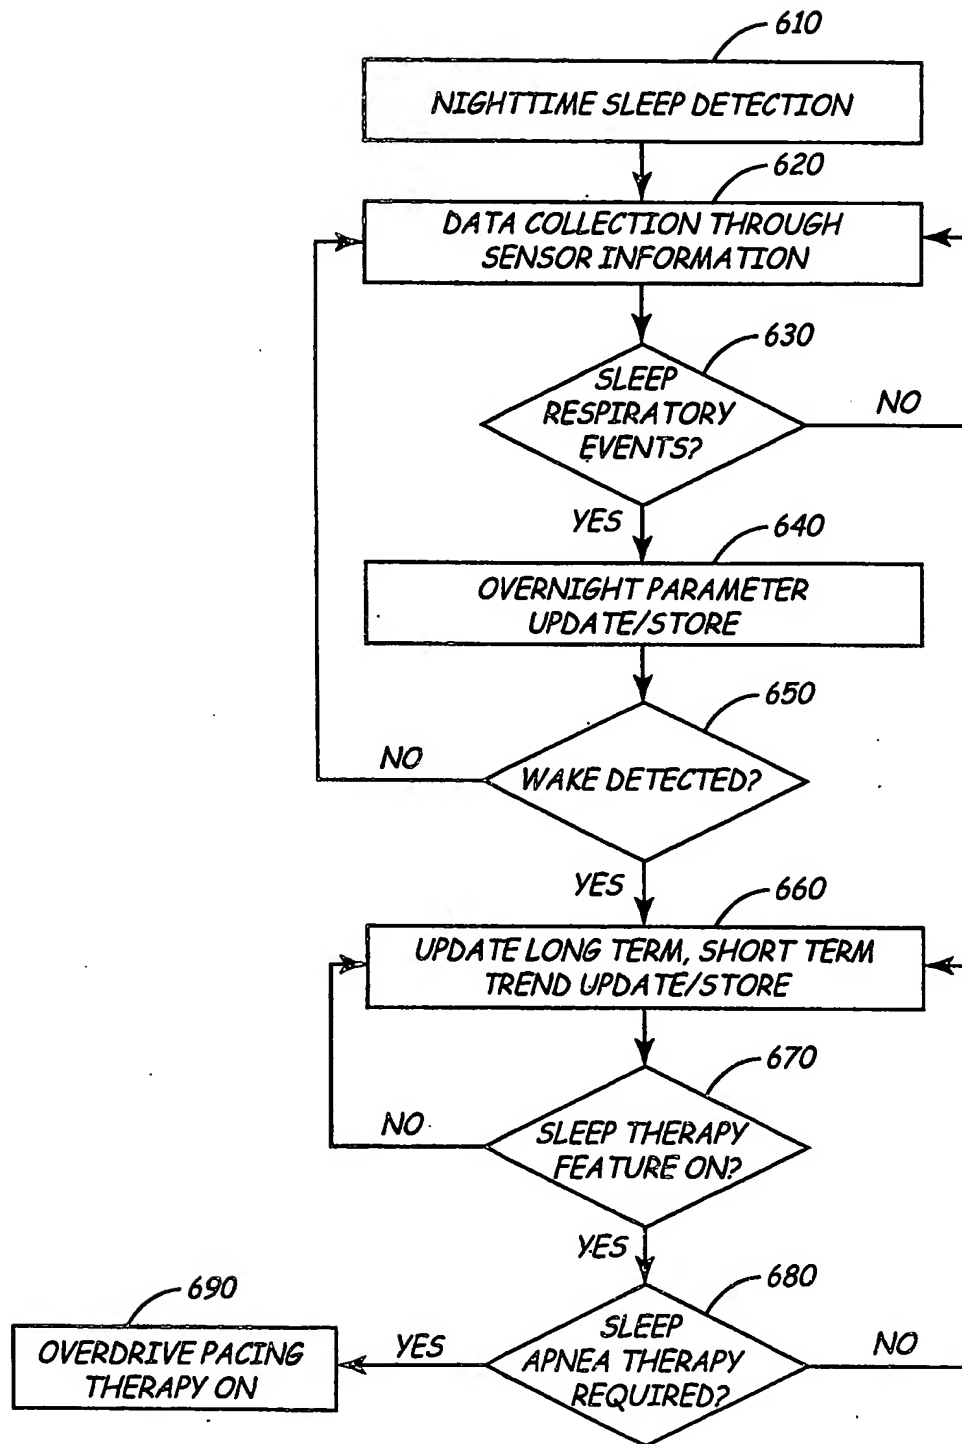 610
NIGHTTIME SLEEP DETECTION
620
DATA COLLECTION THROUGH
SENSOR INFORMATION
630
SLEEP
RESPIRATORY
EVENTS?
NO
YES
640
OVERNIGHT PARAMETER
UPDATE/STORE
650
NO
WAKE DETECTED?
YES
660
UPDATE LONG TERM, SHORT TERM
TREND UPDATE/STORE
670
NO
SLEEP THERAPY
FEATURE ON?
YES
680
690
SLEEP
APNEA THERAPY
REQUIRED?
YES
NO
OVERDRIVE PACING
THERAPY ON